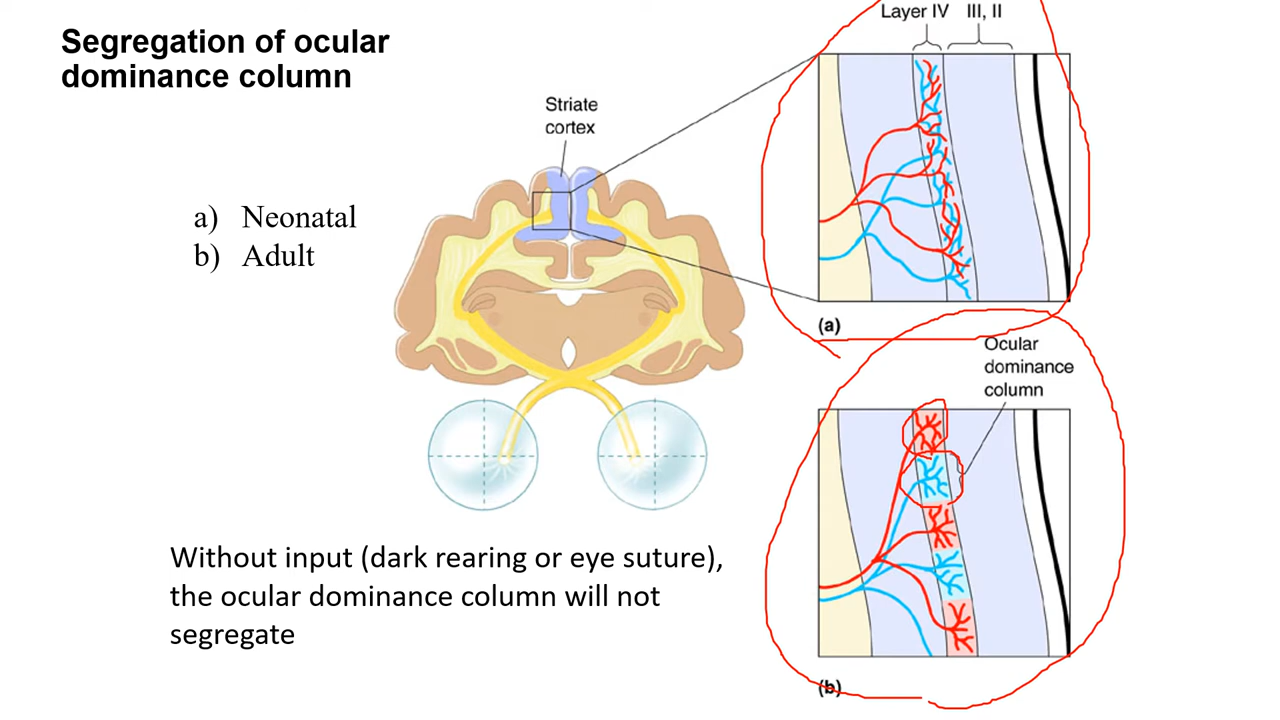 Segregation of ocular
dominance column
a) Neonatal
b) Adult
Striate
cortex
Layer IV III, II
(a)
Ocular
dominance
column
(b)
Without input (dark rearing or eye suture),
the ocular dominance column will not
segregate